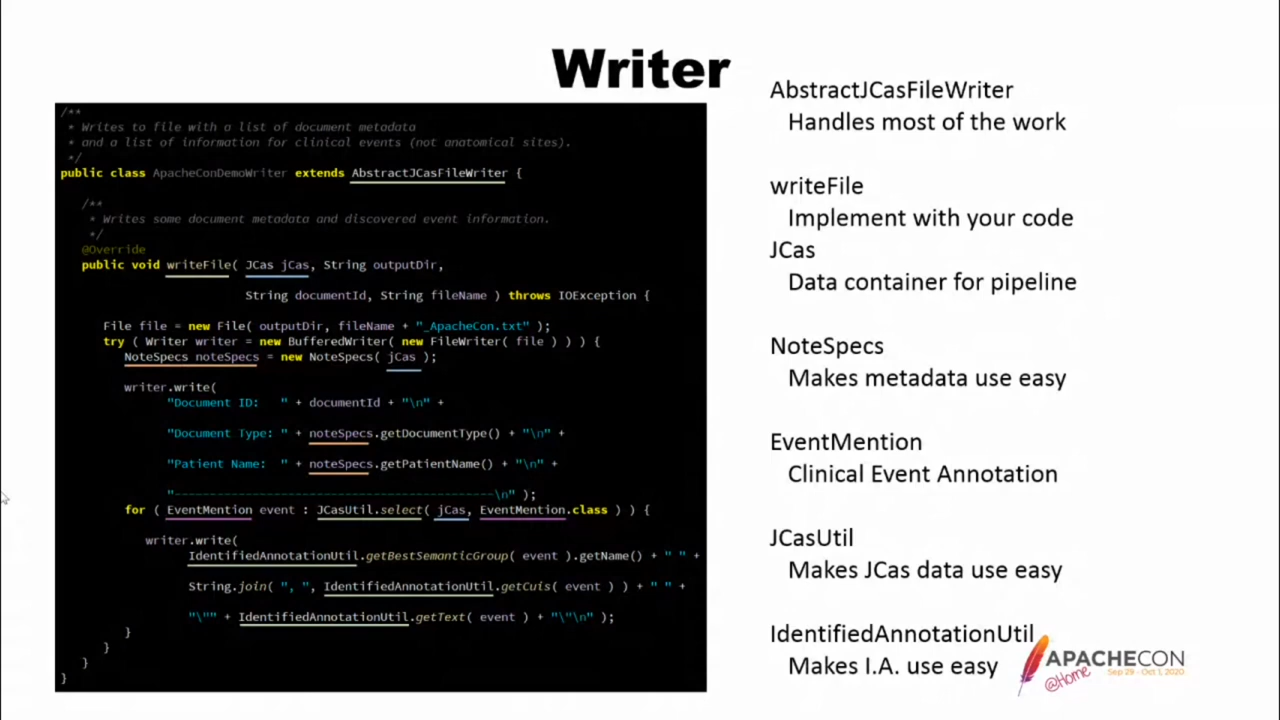 Writer
/**
* Writes to file with a list of document metadata
* and a list of information for clinical events (not anatomical sites).
*/
public class ApacheConDemoWriter extends AbstractJCasFileWriter {
/**
* Writes some document metadata and discovered event information.
*/
@Override
public void writeFile( JCas jCas, String outputDir,
String documentId, String fileName ) throws IOException {
File file = new File( outputDir, fileName + "_ApacheCon.txt" );
try ( Writer writer = new BufferedWriter( new FileWriter( file ) ) ) {
NoteSpecs noteSpecs = new NoteSpecs( jCas );
writer.write(
"Document ID:   " + documentId + "\n" +
"Document Type: " + noteSpecs.getDocumentType() + "\n" +
"Patient Name:  " + noteSpecs.getPatientName() + "\n" +
"------------------------------------------\n" );
for ( EventMention event : JCasUtil.select( jCas, EventMention.class ) ) {
writer.write(
IdentifiedAnnotationUtil.getBestSemanticGroup( event ).getName() + " " +
String.join( ", ", IdentifiedAnnotationUtil.getCuis( event ) ) + " " +
"\"" + IdentifiedAnnotationUtil.getText( event ) + "\"\n" );
}
}
}
}
AbstractJCasFileWriter
Handles most of the work
writeFile
Implement with your code
JCas
Data container for pipeline
NoteSpecs
Makes metadata use easy
EventMention
Clinical Event Annotation
JCasUtil
Makes JCas data use easy
IdentifiedAnnotationUtil
Makes I.A. use easy
APACHECON
@Home
Sep 29 - Oct 1, 2020